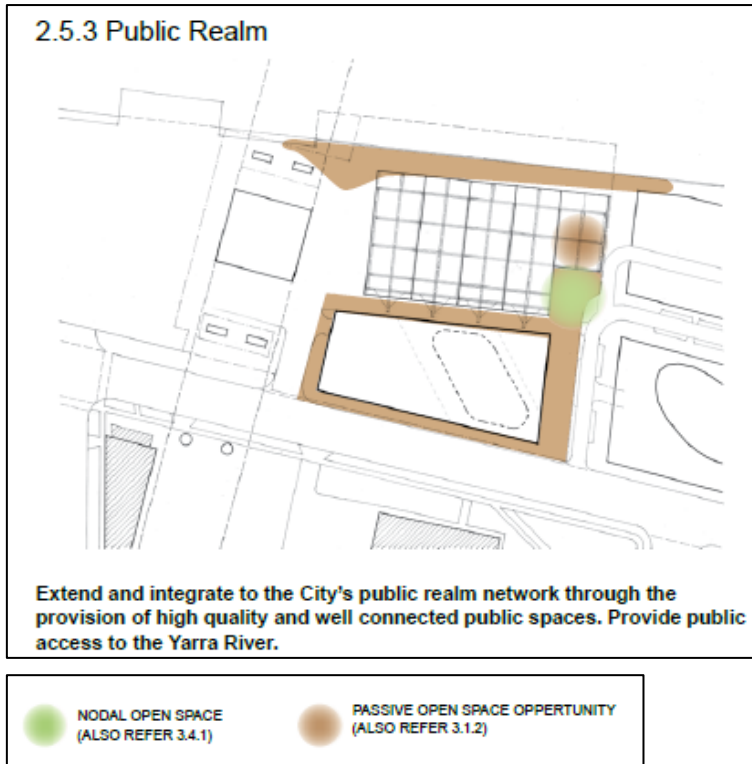 2.5.3 Public Realm
Extend and integrate to the City's public realm network through the
provision of high quality and well connected public spaces. Provide public
access to the Yarra River.
NODAL OPEN SPACE
(ALSO REFER 3.4.1)
PASSIVE OPEN SPACE OPPERTUNITY
(ALSO REFER 3.1.2)